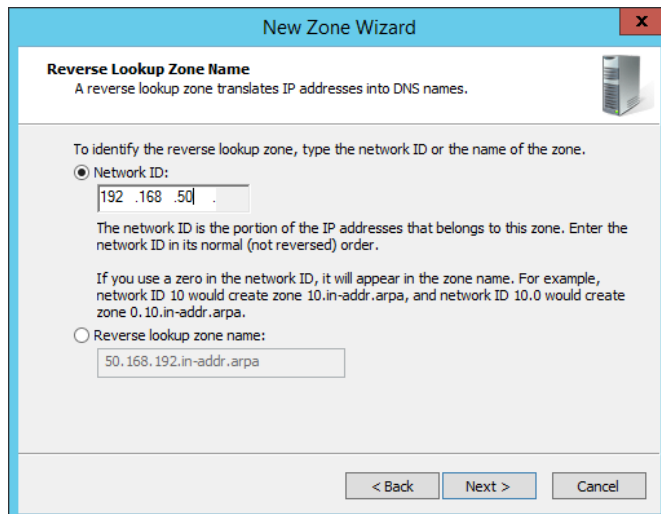 New Zone Wizard
x
Reverse Lookup Zone Name
A reverse lookup zone translates IP addresses into DNS names.
To identify the reverse lookup zone, type the network ID or the name of the zone.
Network ID:
192 .168 .50 .
The network ID is the portion of the IP addresses that belongs to this zone. Enter the
network ID in its normal (not reversed) order.
If you use a zero in the network ID, it will appear in the zone name. For example,
network ID 10 would create zone 10.in-addr.arpa, and network ID 10.0 would create
zone 0.10.in-addr.arpa.
Reverse lookup zone name:
50.168.192.in-addr.arpa
< Back Next > Cancel